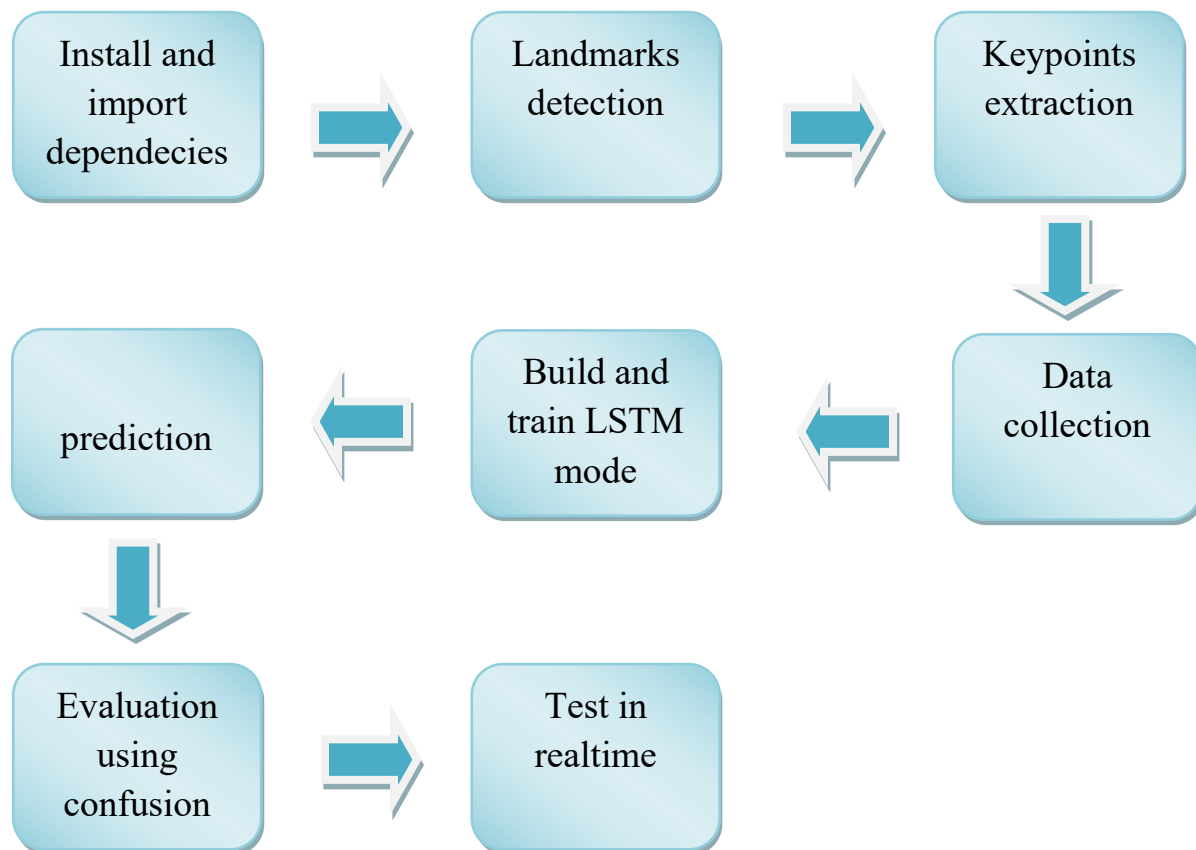 Install and
import
dependecies
Landmarks
detection
Keypoints
extraction
Data
collection
Build and
train LSTM
mode
prediction
Evaluation
using
confusion
Test in
realtime